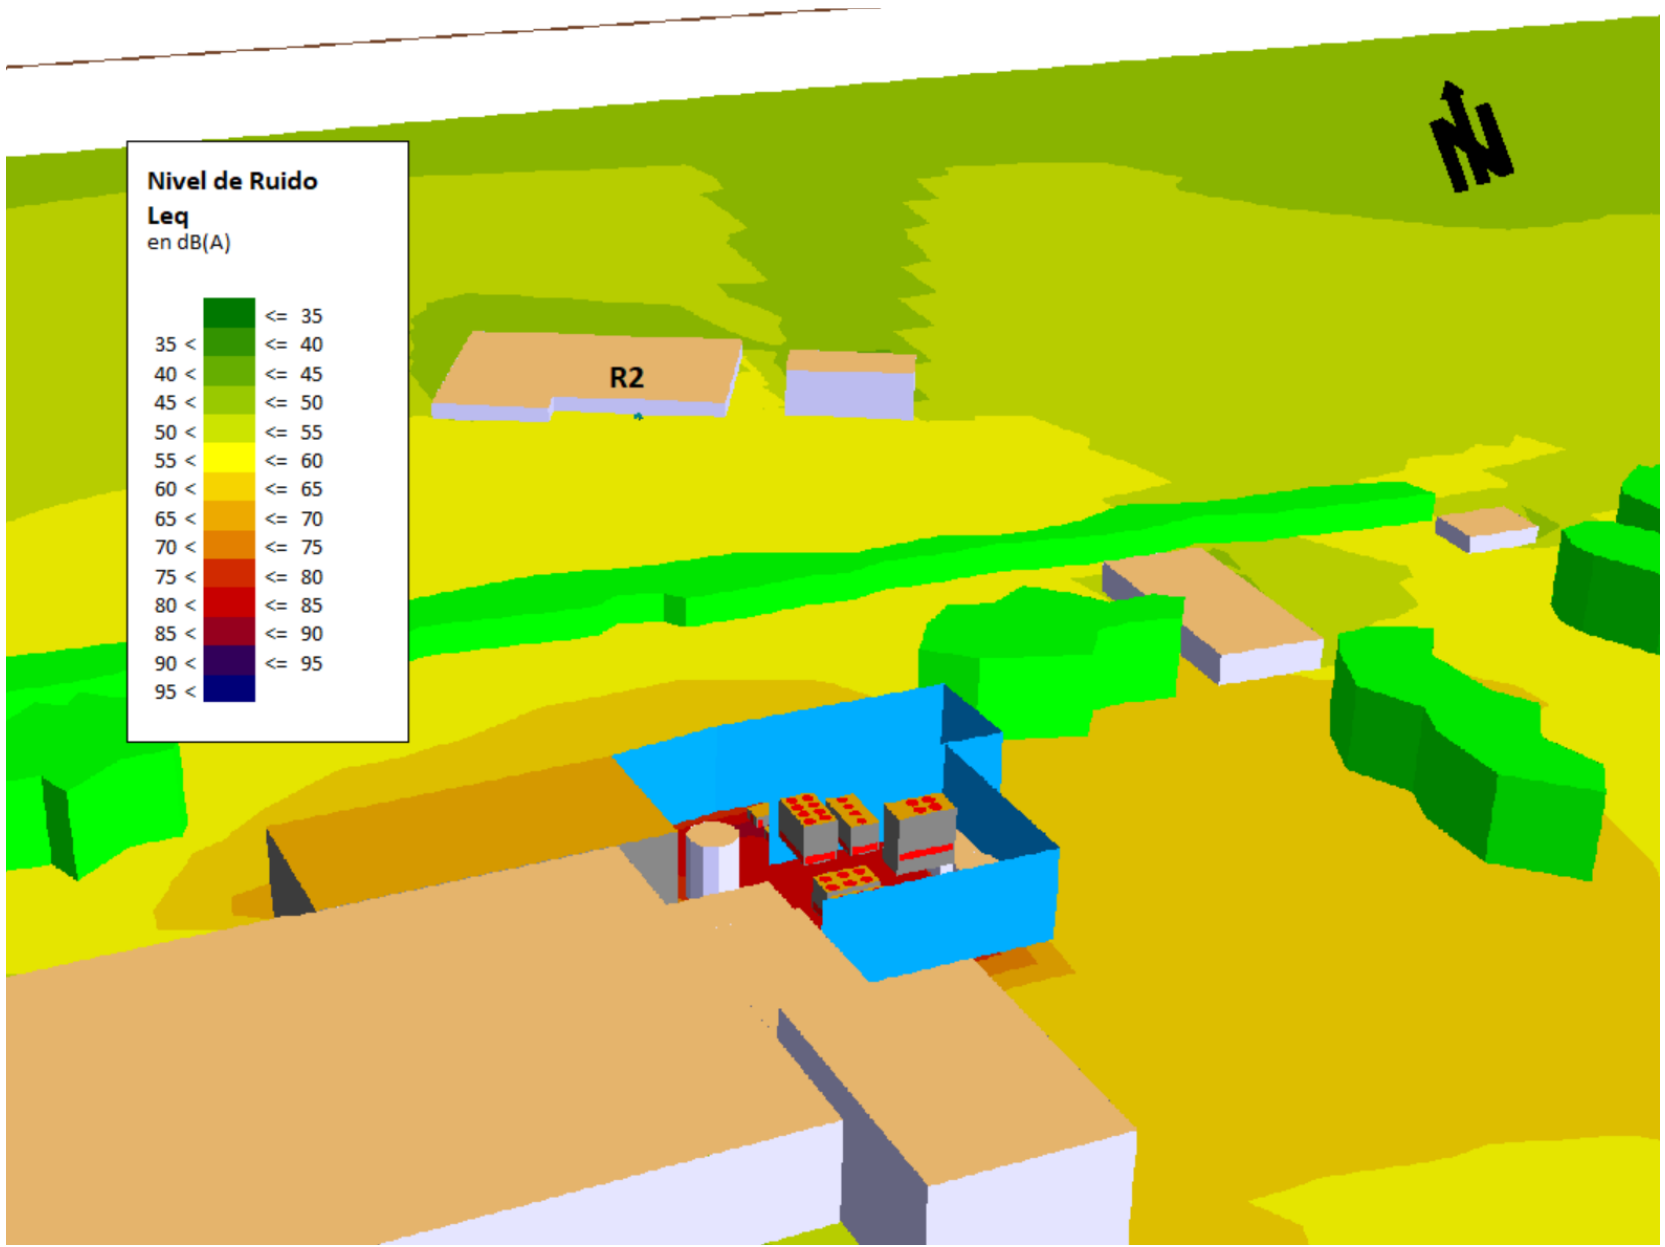 N
Nivel de Ruido
Leq
en dB(A)
<= 35
35 < <= 40
40 < <= 45
45 < <= 50
50 < <= 55
55 < <= 60
60 < <= 65
65 < <= 70
70 < <= 75
75 < <= 80
80 < <= 85
85 < <= 90
90 < <= 95
95 <
R2